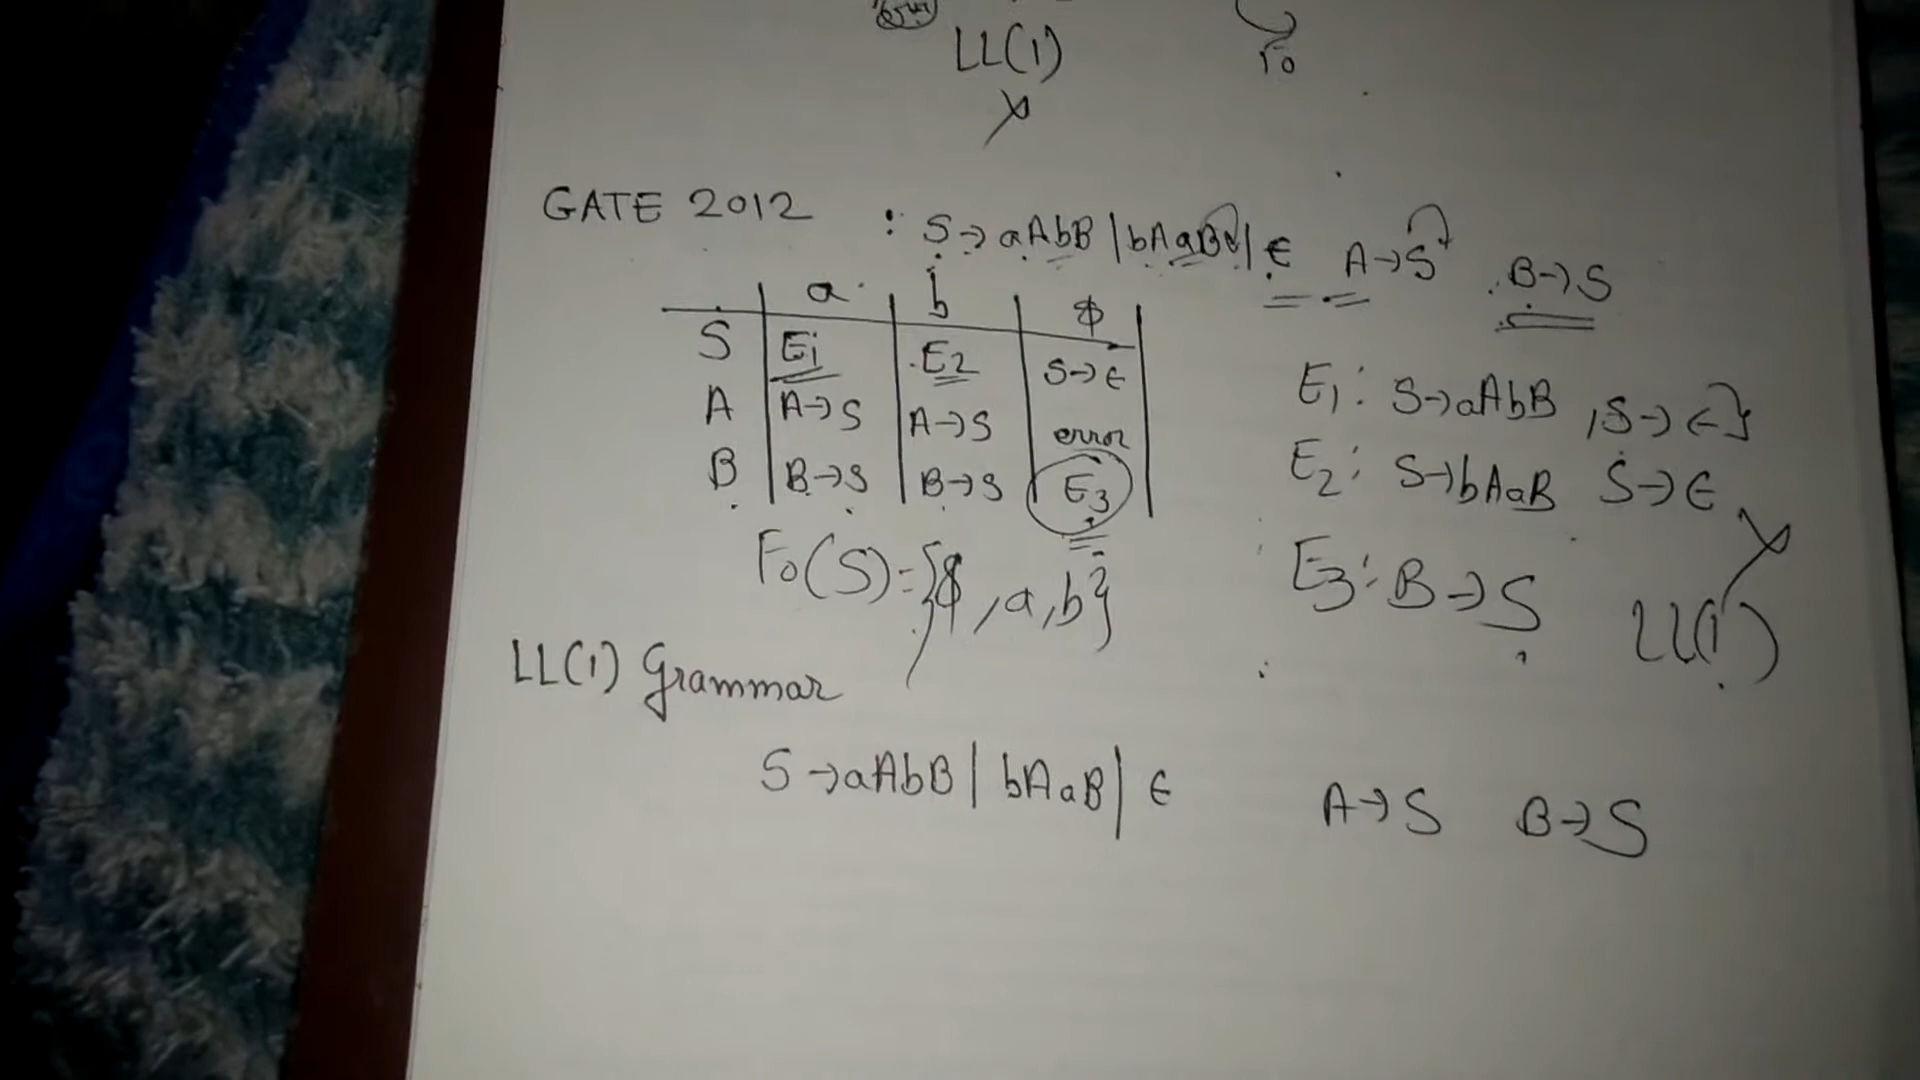 LL(1)
Fo
GATE 2012 : S→aAbB | bAaB | ϵ A→S B→S
a b $
S E1 E2 S→ϵ
A A→S A→S error
B B→S B→S E3
E1: S→aAbB , S→ϵ}
E2: S→bAaB S→ϵ
E3: B→S
Fo(S)={$, a, b}
LL(1)
LL(1) Grammar
S→aAbB | bAaB | ϵ A→S B→S